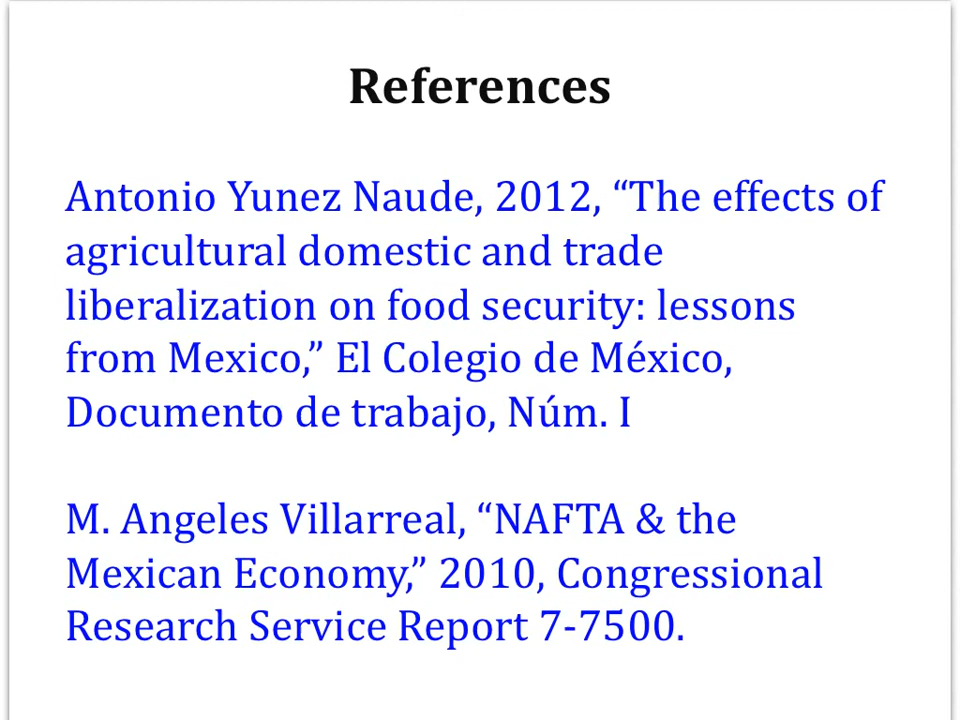 References
Antonio Yunez Naude, 2012, “The effects of
agricultural domestic and trade
liberalization on food security: lessons
from Mexico,” El Colegio de México,
Documento de trabajo, Núm. I
M. Angeles Villarreal, “NAFTA & the
Mexican Economy,” 2010, Congressional
Research Service Report 7-7500.